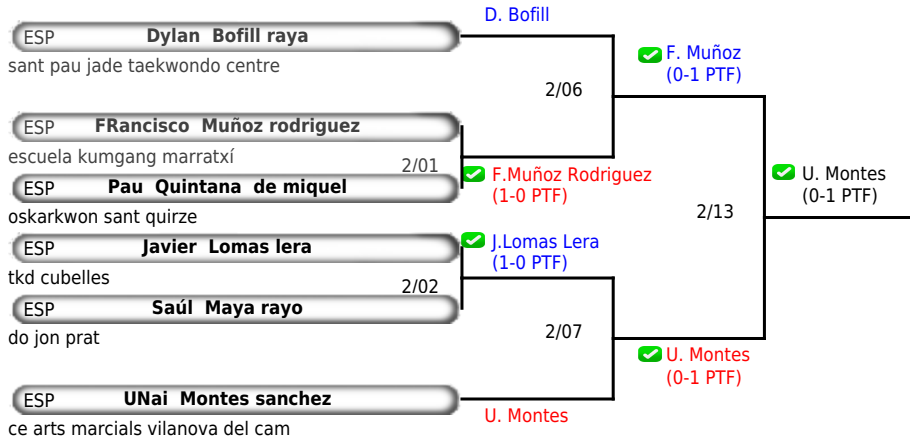 D. Bofill
ESP Dylan Bofill raya
sant pau jade taekwondo centre
F. Muñoz
(0-1 PTF)
2/06
ESP FRancisco Muñoz rodriguez
escuela kumgang marratxí
2/01
F.Muñoz Rodriguez
(1-0 PTF)
ESP Pau Quintana de miquel
oskarkwon sant quirze
U. Montes
(0-1 PTF)
2/13
ESP Javier Lomas lera
tkd cubelles
J.Lomas Lera
(1-0 PTF)
2/02
ESP Saúl Maya rayo
do jon prat
2/07
U. Montes
(0-1 PTF)
ESP UNai Montes sanchez
ce arts marcials vilanova del cam
U. Montes